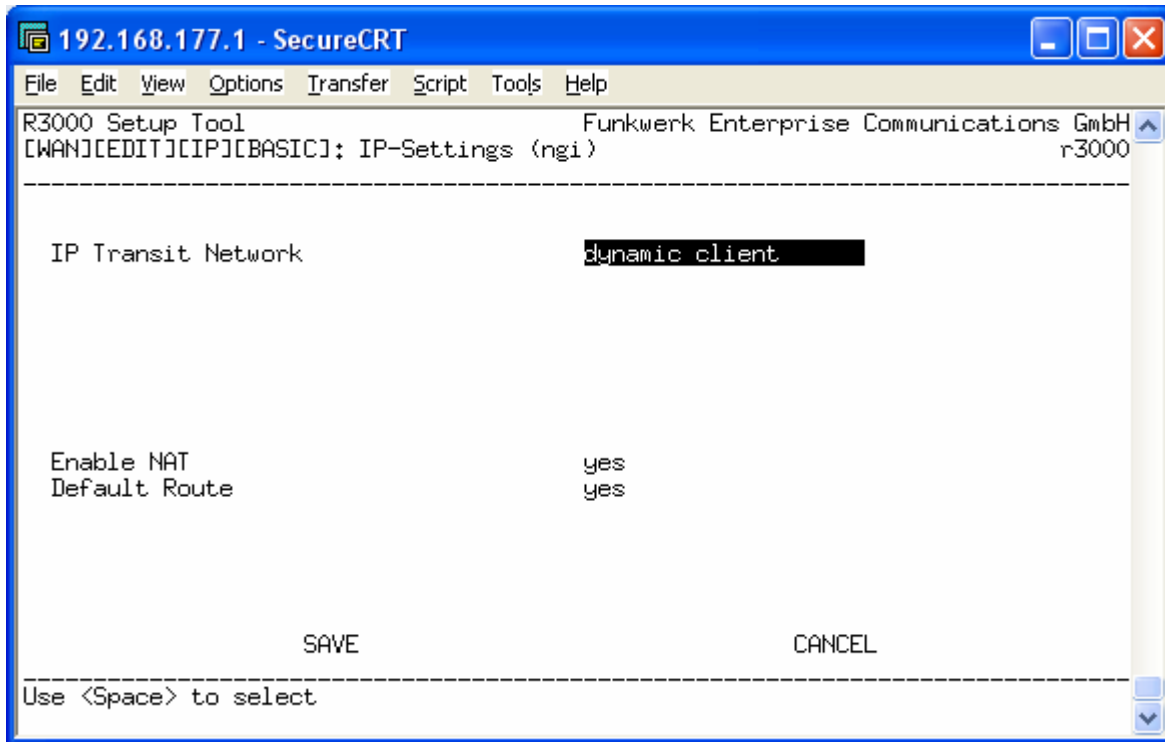 192.168.177.1 - SecureCRT
File Edit View Options Transfer Script Tools Help
R3000 Setup Tool Funkwerk Enterprise Communications GmbH
[WAN][EDIT][IP][BASIC]: IP-Settings (ngi) r3000
IP Transit Network dynamic client
Enable NAT yes
Default Route yes
SAVE CANCEL
Use <Space> to select